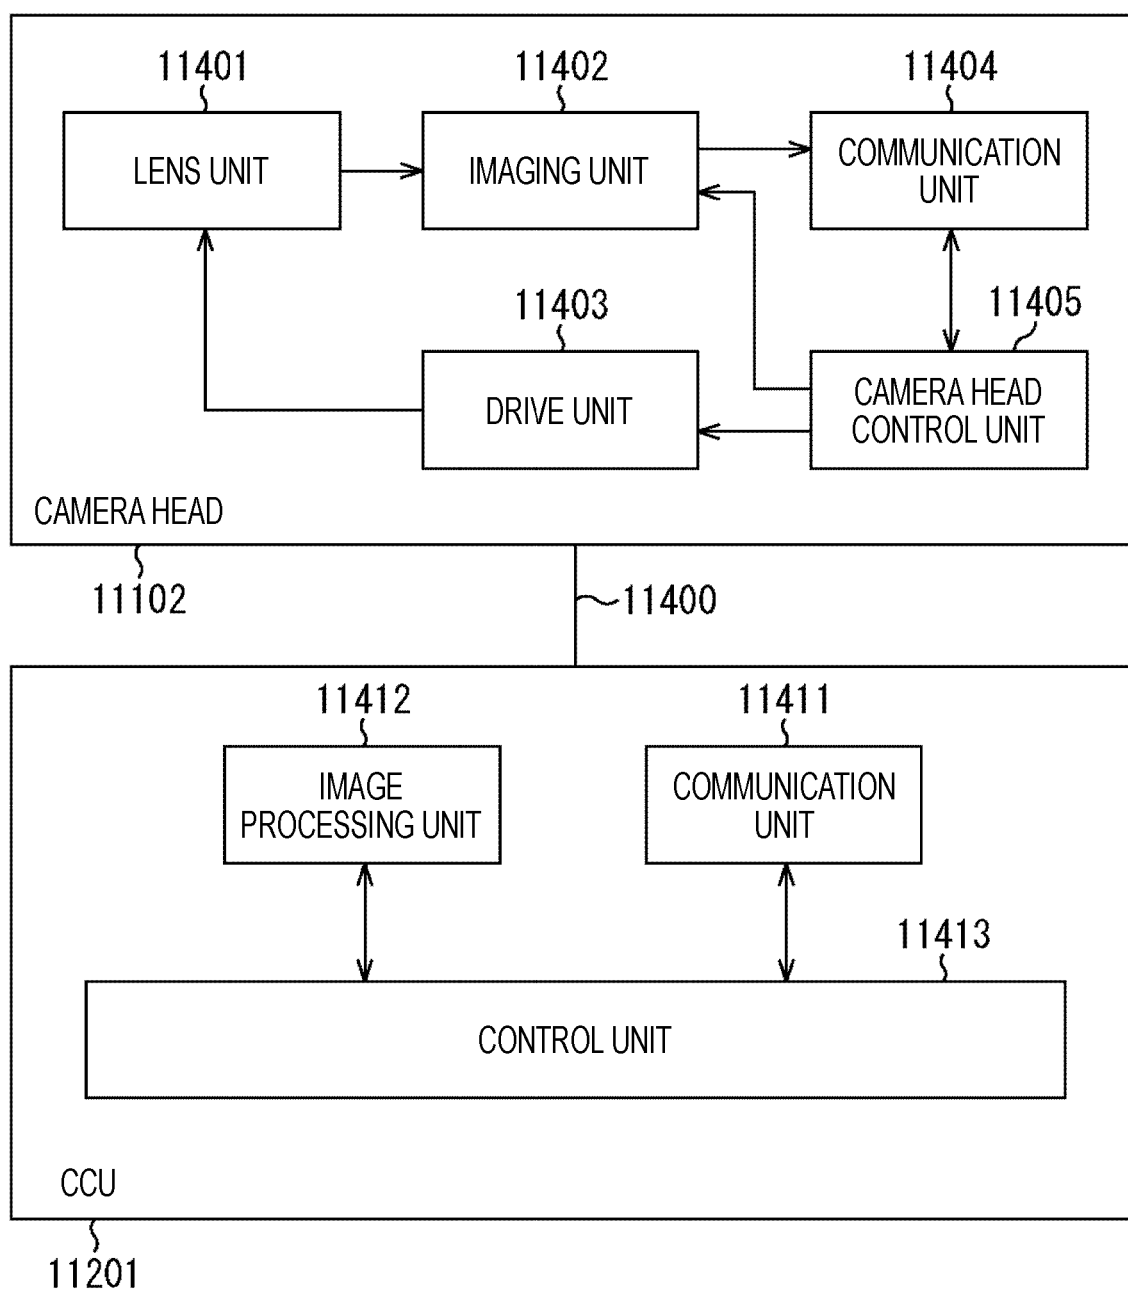 11401
11402
11404
LENS UNIT
IMAGING UNIT
COMMUNICATION
UNIT
11403
11405
DRIVE UNIT
CAMERA HEAD
CONTROL UNIT
CAMERA HEAD
11102
11400
11412
11411
IMAGE
PROCESSING UNIT
COMMUNICATION
UNIT
11413
CONTROL UNIT
CCU
11201